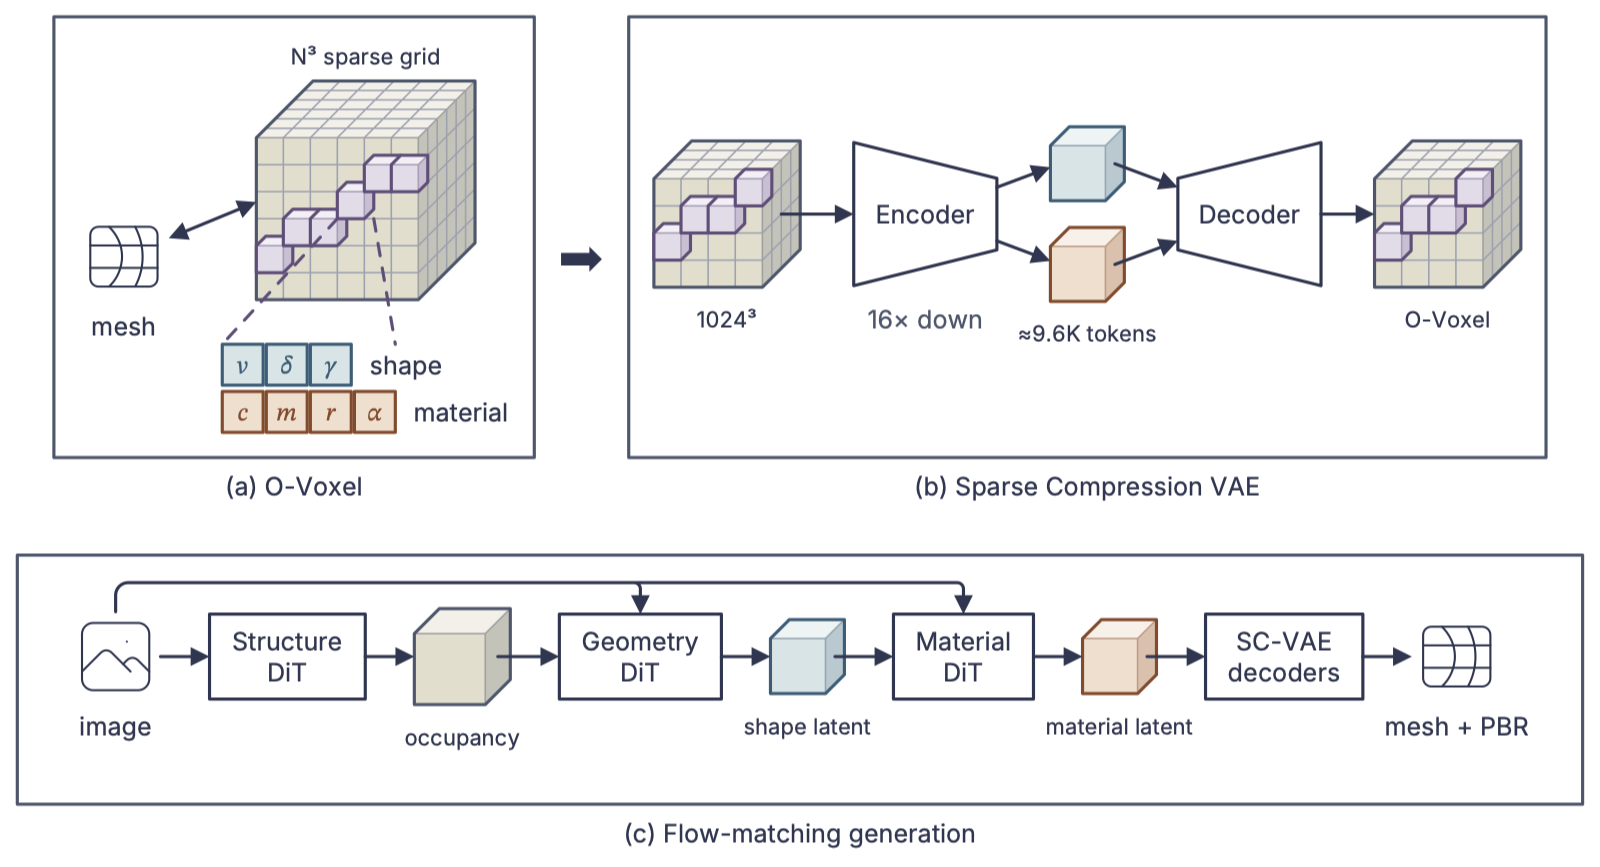 N³ sparse grid
mesh
ν δ γ shape
c m r α material
(a) O-Voxel
1024³
Encoder
16× down
≈9.6K tokens
Decoder
O-Voxel
(b) Sparse Compression VAE
image
Structure
DiT
occupancy
Geometry
DiT
shape latent
Material
DiT
material latent
SC-VAE
decoders
mesh + PBR
(c) Flow-matching generation